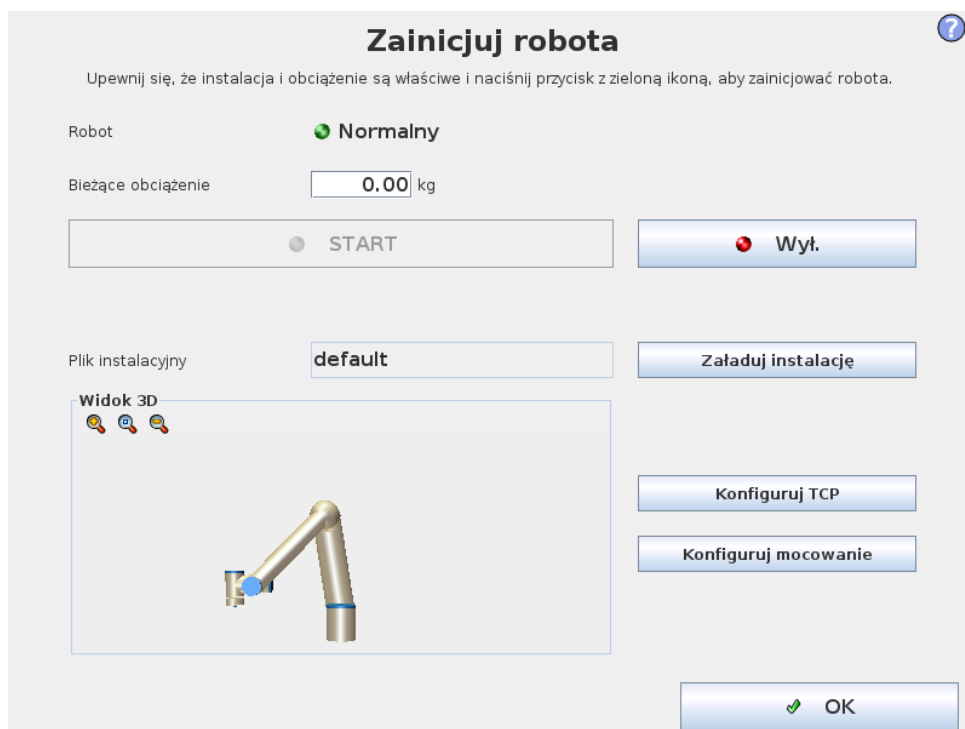 Zainicjuj robota
?
Upewnij się, że instalacja i obciążenie są właściwe i naciśnij przycisk z zieloną ikoną, aby zainicjować robota.
Robot
Normalny
Bieżące obciążenie
0.00 kg
START
Wył.
Plik instalacyjny
default
Załaduj instalację
Widok 3D
Konfiguruj TCP
Konfiguruj mocowanie
OK